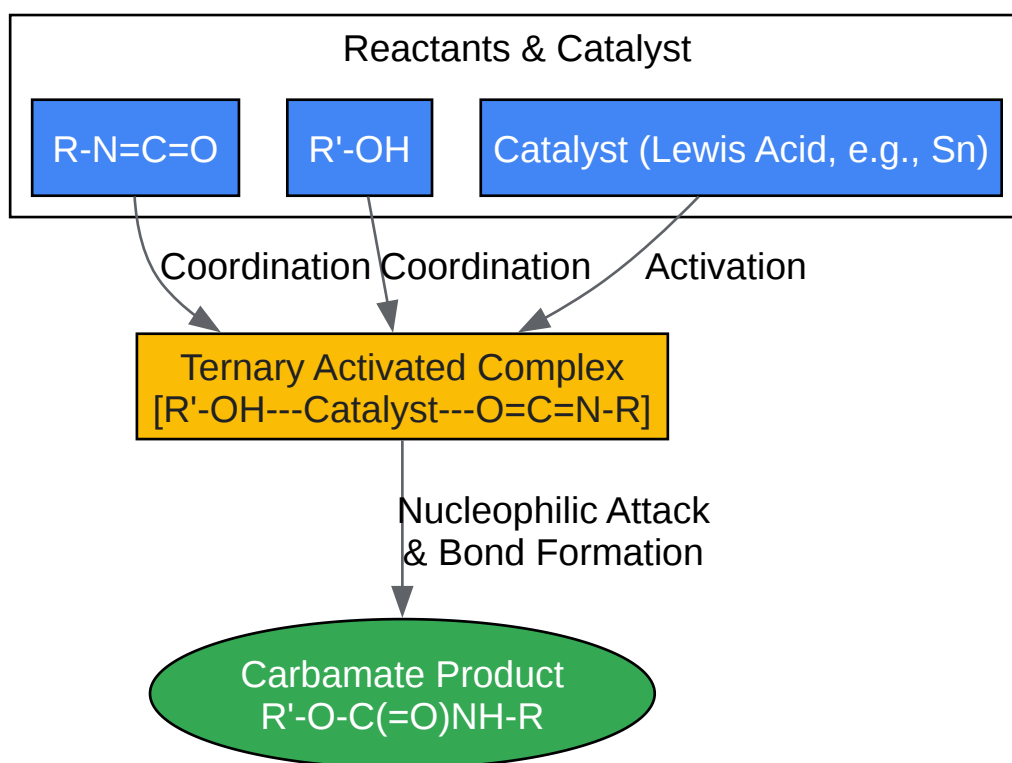 Reactants & Catalyst
R-N=C=O
R'-OH
Catalyst (Lewis Acid, e.g., Sn)
Coordination
Coordination
Activation
Ternary Activated Complex
[R'-OH---Catalyst---O=C=N-R]
Nucleophilic Attack
& Bond Formation
Carbamate Product
R'-O-C(=O)NH-R